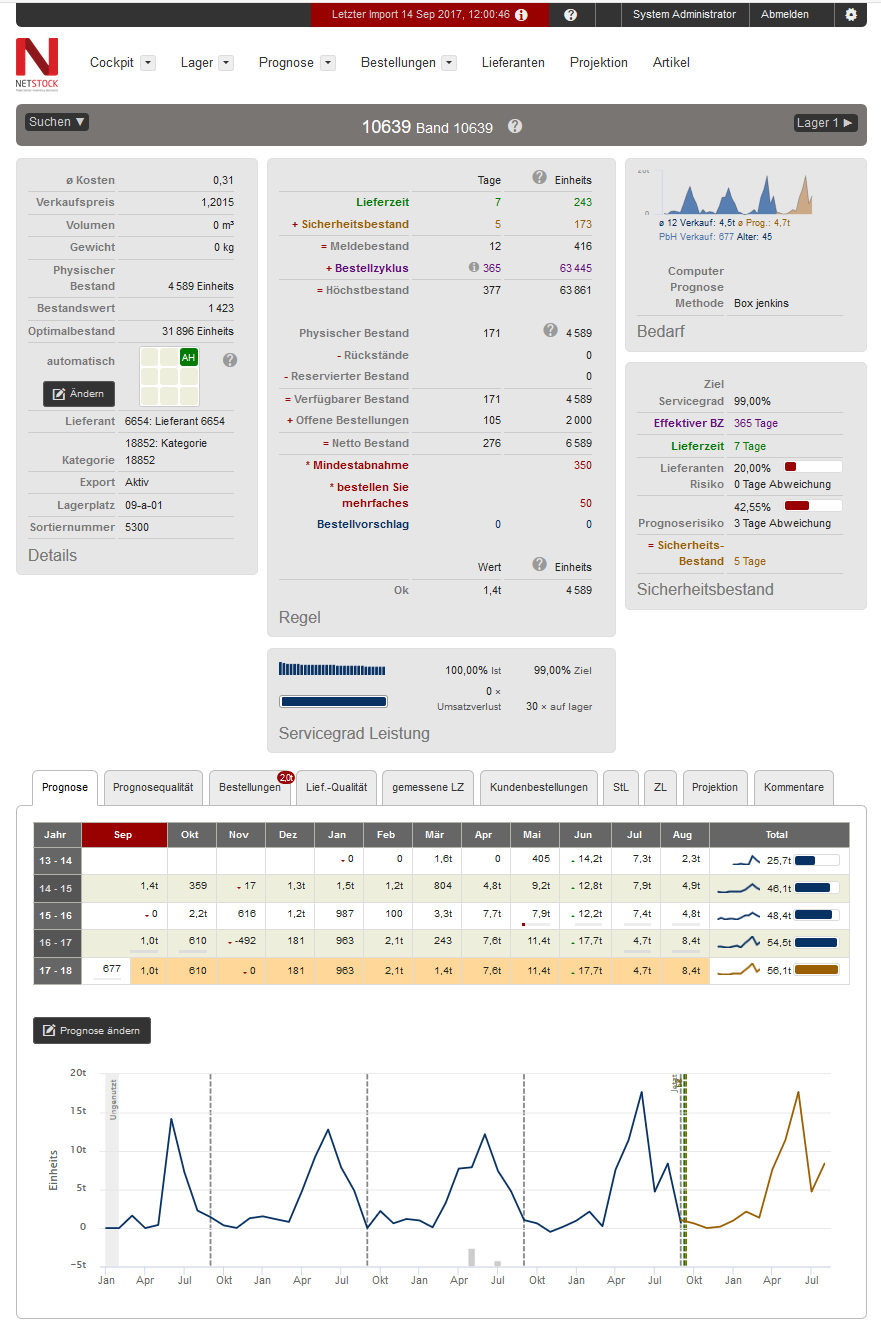 Letzter Import 14 Sep 2017, 12:00:46
System Administrator
Abmelden
N
NETSTOCK
Cockpit Lager Prognose Bestellungen Lieferanten Projektion Artikel
Suchen ▼
10639 Band 10639 ?
Lager 1 ▶
ø Kosten 0,31
Verkaufspreis 1,2015
Volumen 0 m³
Gewicht 0 kg
Physischer
Bestand 4 589 Einheits
Bestandswert 1 423
Optimalbestand 31 896 Einheits
automatisch AH ?
Ändern
Lieferant 6654: Lieferant 6654
18852: Kategorie
Kategorie 18852
Export Aktiv
Lagerplatz 09-a-01
Sortiernummer 5300
Details
Tage ? Einheits
Lieferzeit 7 243
+ Sicherheitsbestand 5 173
= Meldebestand 12 416
+ Bestellzyklus 365 63 445
= Höchstbestand 377 63 861
Physischer Bestand 171 ? 4 589
- Rückstände 0
- Reservierter Bestand 0
= Verfügbarer Bestand 171 4 589
+ Offene Bestellungen 105 2 000
= Netto Bestand 276 6 589
* Mindestabnahme 350
* bestellen Sie
mehrfaches 50
Bestellvorschlag 0 0
Wert ? Einheits
Ok 1,4t 4 589
Regel
100,00% Ist 99,00% Ziel
0 ×
Umsatzverlust 30 × auf lager
Servicegrad Leistung
0
ø 12 Verkauf: 4,5t ø Prog.: 4,7t
PbH Verkauf: 677 Alter: 45
Computer
Prognose
Methode Box jenkins
Bedarf
Ziel
Servicegrad 99,00%
Effektiver BZ 365 Tage
Lieferzeit 7 Tage
Lieferanten 20,00%
Risiko 0 Tage Abweichung
42,55%
Prognoserisiko 3 Tage Abweichung
= Sicherheits-
Bestand 5 Tage
Sicherheitsbestand
Prognose Prognosequalität Bestellungen 2,0t Lief.-Qualität gemessene LZ Kundenbestellungen StL ZL Projektion Kommentare
Jahr Sep Okt Nov Dez Jan Feb Mär Apr Mai Jun Jul Aug Total
13 - 14 0 0 1,6t 0 405 14,2t 7,3t 2,3t 25,7t
14 - 15 1,4t 359 17 1,3t 1,5t 1,2t 804 4,8t 9,2t 12,8t 7,9t 4,9t 46,1t
15 - 16 0 2,2t 616 1,2t 987 100 3,3t 7,7t 7,9t 12,2t 7,4t 4,8t 48,4t
16 - 17 1,0t 610 -492 181 963 2,1t 243 7,6t 11,4t 17,7t 4,7t 8,4t 54,5t
17 - 18 677 1,0t 610 0 181 963 2,1t 1,4t 7,6t 11,4t 17,7t 4,7t 8,4t 56,1t
Prognose ändern
20t
15t
10t
5t
0
−5t
Einheits
Ungenutzt
Jetzt
Jan Apr Jul Okt Jan Apr Jul Okt Jan Apr Jul Okt Jan Apr Jul Okt Jan Apr Jul